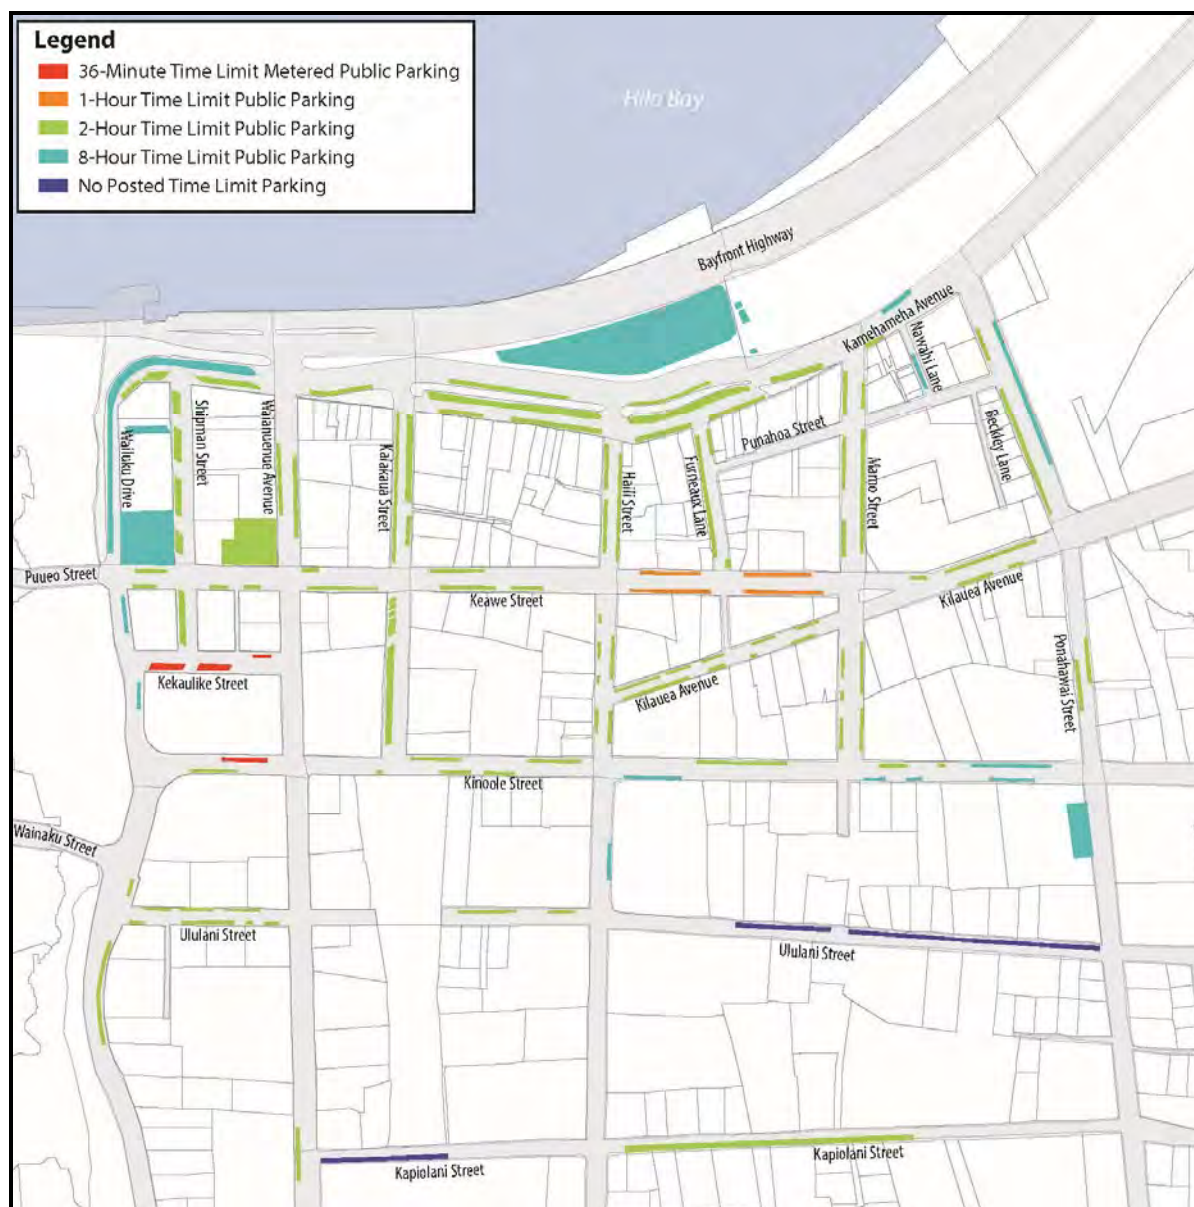 Legend
36-Minute Time Limit Metered Public Parking
1-Hour Time Limit Public Parking
2-Hour Time Limit Public Parking
8-Hour Time Limit Public Parking
No Posted Time Limit Parking
Hilo Bay
Bayfront Highway
Kamehameha Avenue
Nawahi Lane
Shipman Street
Waianuenue Avenue
Wailuku Drive
Kalakaua Street
Haili Street
Furneaux Lane
Punahoa Street
Mamo Street
Beckley Lane
Puueo Street
Keawe Street
Kilauea Avenue
Kekaulike Street
Kilauea Avenue
Ponahawai Street
Kinoole Street
Wainaku Street
Ululani Street
Ululani Street
Kapiolani Street
Kapiolani Street